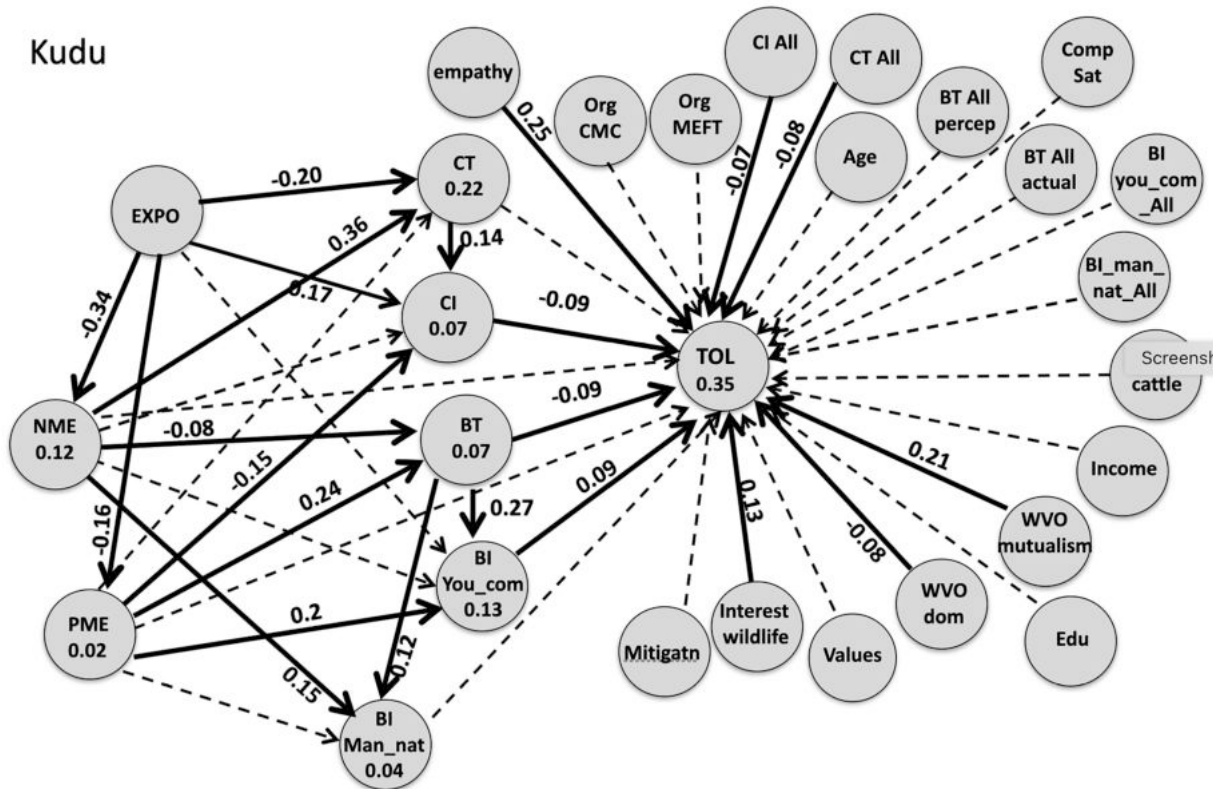 Kudu
empathy
Org
CMC
Org
MEFT
CI All
CT All
Age
BT All
percep
Comp
Sat
BT All
actual
BI
you_com
_All
BI_man_
nat_All
Screensh
cattle
Income
WVO
mutualism
Edu
WVO
dom
Values
Interest
wildlife
Mitigatn
TOL
0.35
EXPO
CT
0.22
CI
0.07
NME
0.12
BT
0.07
PME
0.02
BI
You_com
0.13
BI
Man_nat
0.04
-0.20
0.36
0.14
0.17
-0.34
-0.16
-0.08
-0.15
0.24
0.2
0.15
0.27
0.12
-0.09
-0.09
0.09
0.25
-0.07
-0.08
0.21
-0.08
0.13